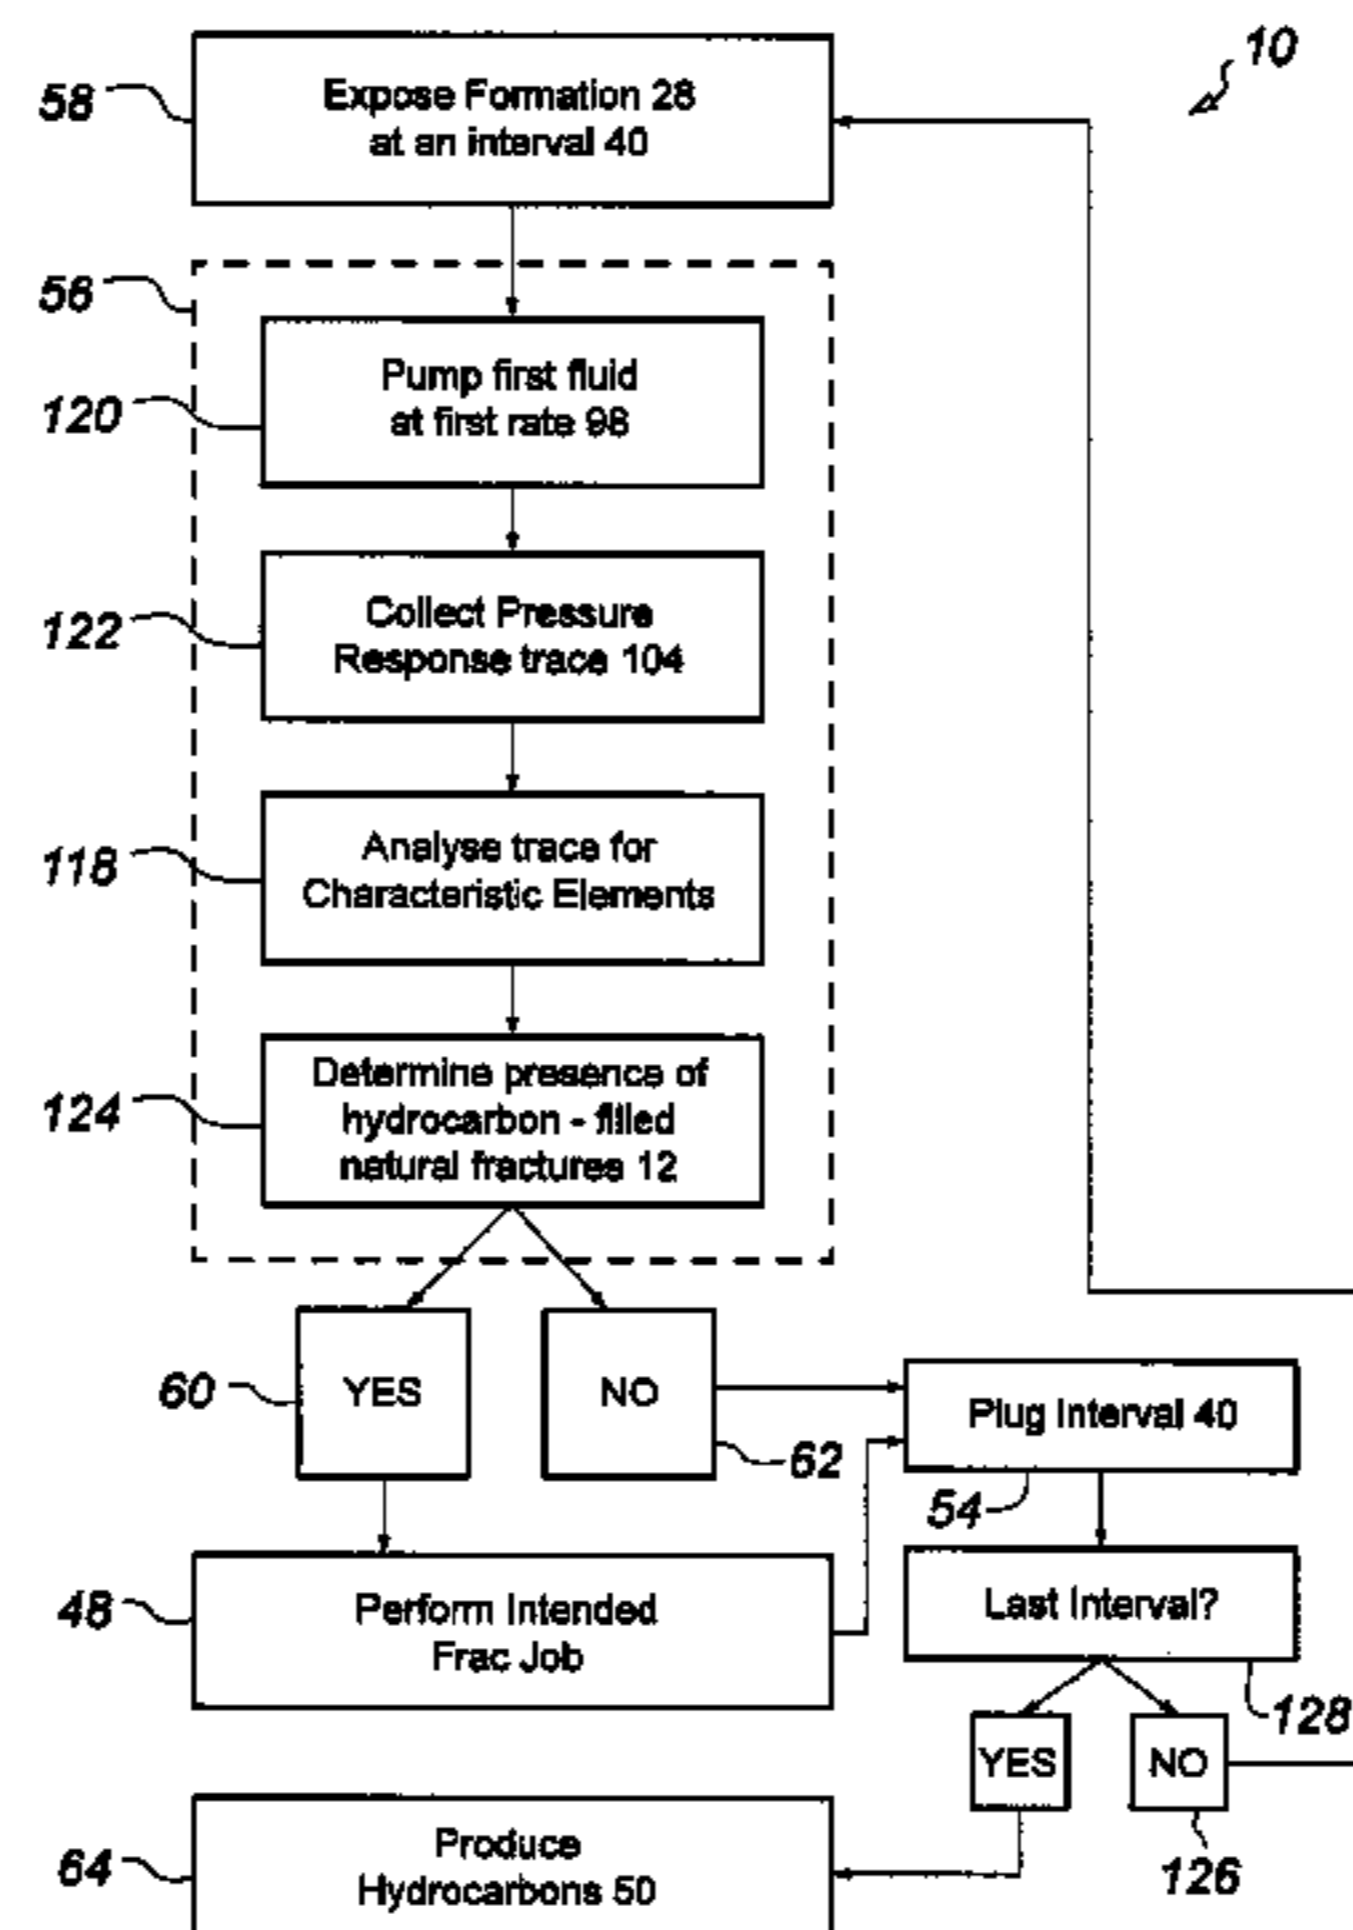 10
58
Expose Formation 28
at an interval 40
56
120
Pump first fluid
at first rate 98
122
Collect Pressure
Response trace 104
118
Analyse trace for
Characteristic Elements
124
Determine presence of
hydrocarbon - filled
natural fractures 12
60
YES
NO
62
Plug Interval 40
54
48
Perform Intended
Frac Job
Last Interval?
128
YES
NO
126
64
Produce
Hydrocarbons 50